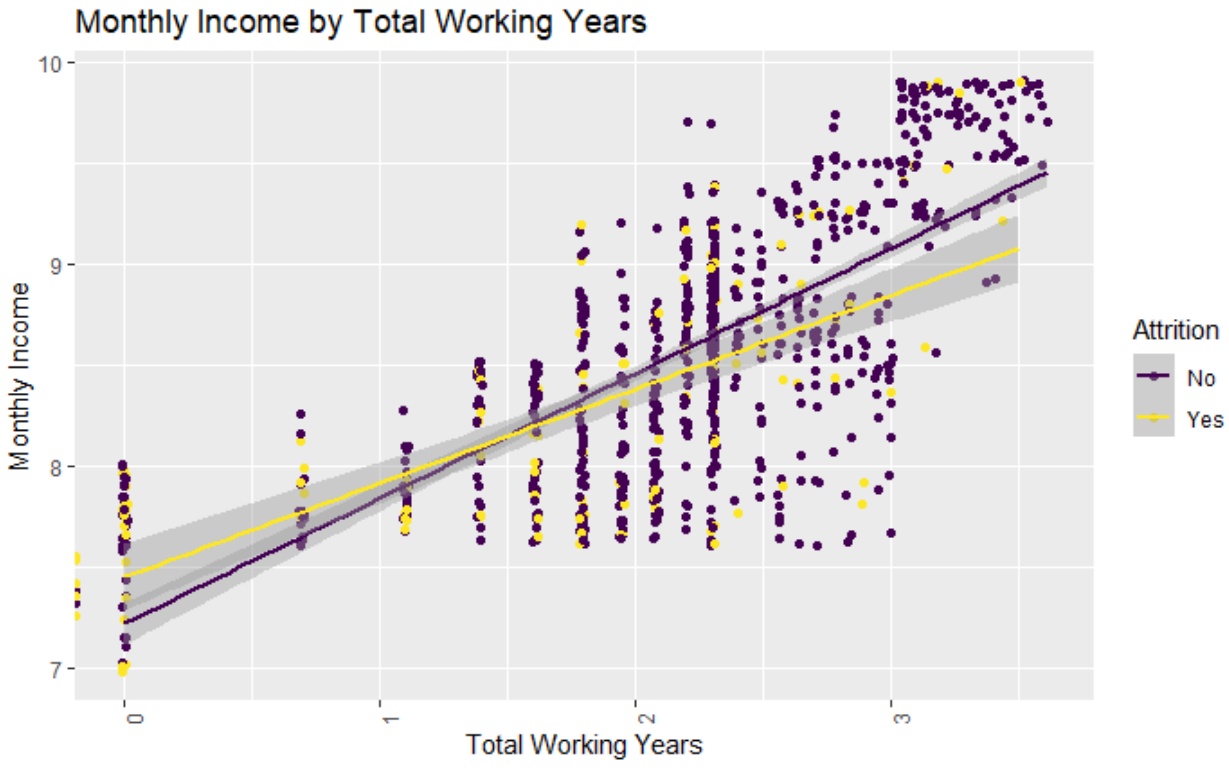 Monthly Income by Total Working Years
10
9
8
7
Monthly Income
0
1
2
3
Total Working Years
Attrition
No
Yes